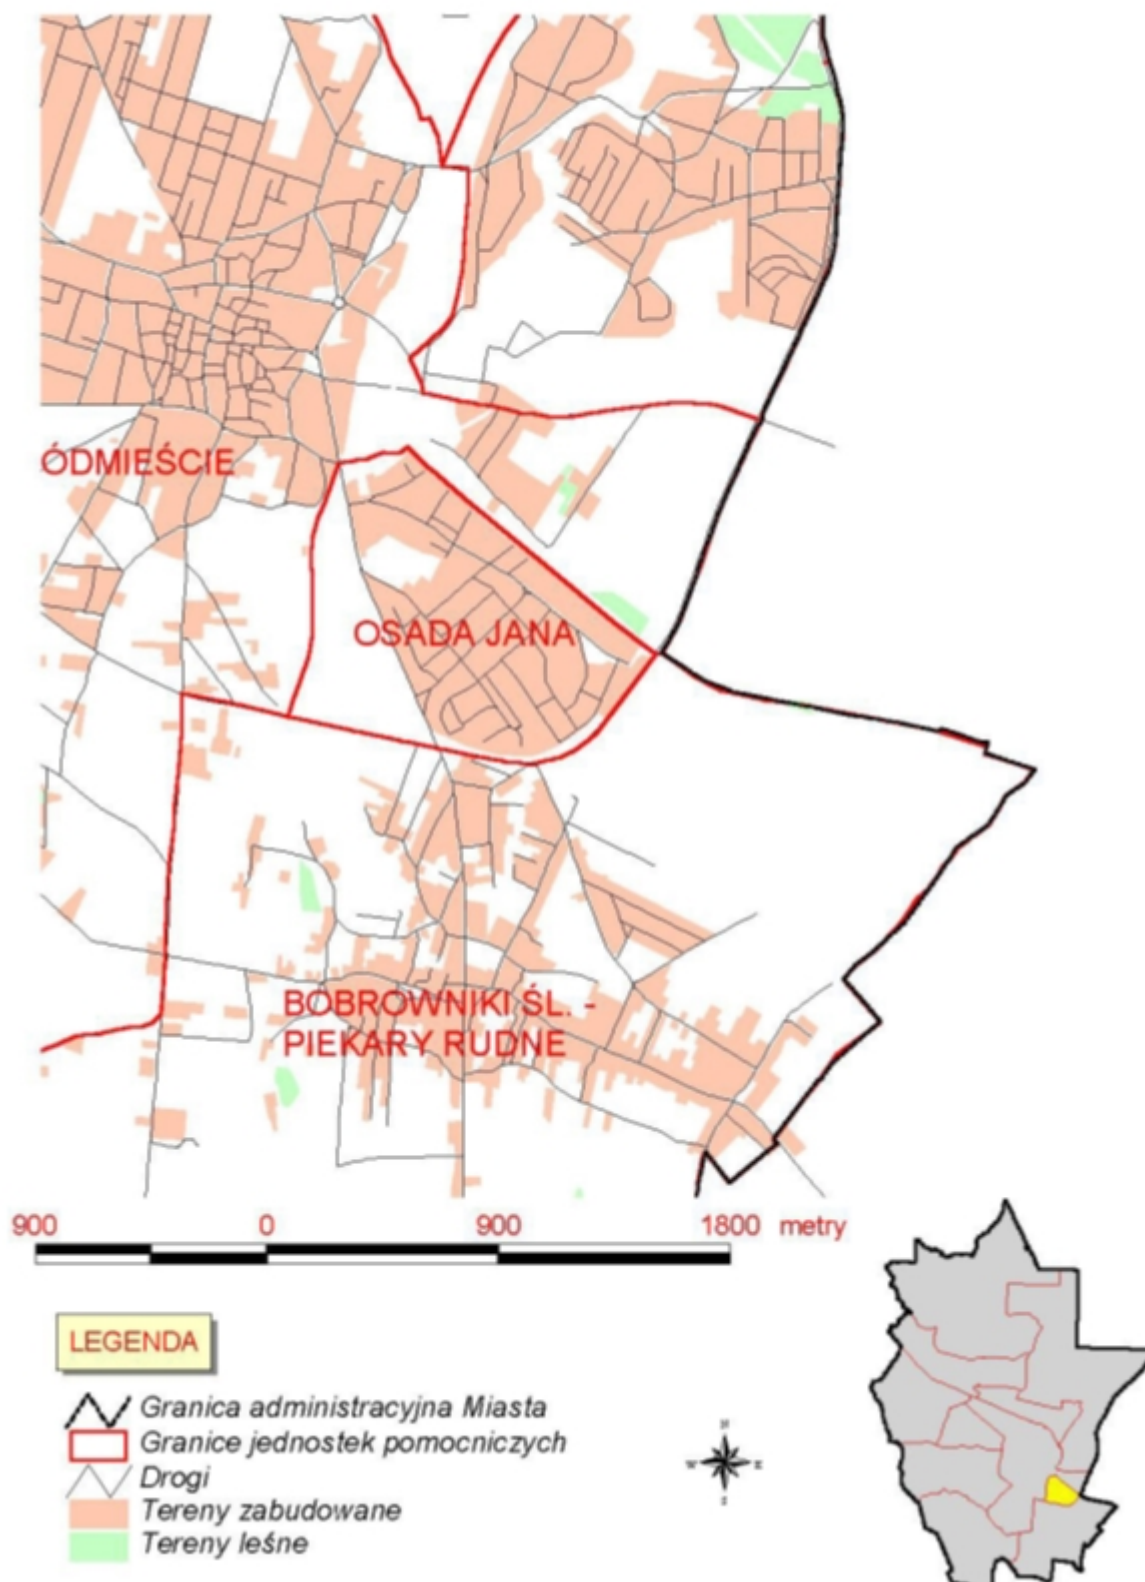 ÓDMIEŚCIE
OSADA JANA
BOBROWNIKI ŚL. -
PIEKARY RUDNE
900 0 900 1800 metry
LEGENDA
Granica administracyjna Miasta
Granice jednostek pomocniczych
Drogi
Tereny zabudowane
Tereny leśne
N
W E
S